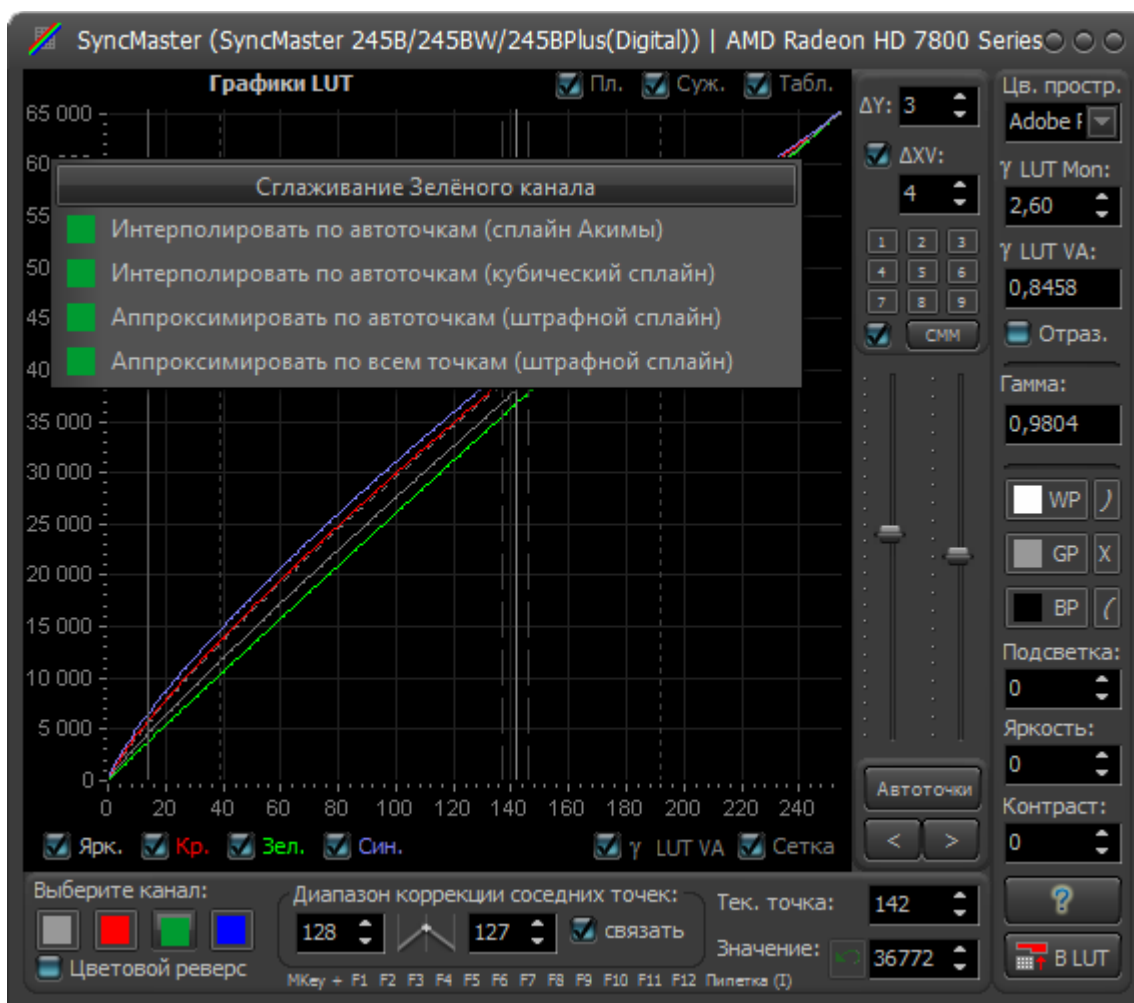 SyncMaster (SyncMaster 245B/245BW/245BPlus(Digital)) | AMD Radeon HD 7800 Series
Графики LUT
Пл.
Суж.
Табл.
65 000
60
55
50
45
40
35 000
30 000
25 000
20 000
15 000
10 000
5 000
0
Сглаживание Зелёного канала
Интерполировать по автоточкам (сплайн Акимы)
Интерполировать по автоточкам (кубический сплайн)
Аппроксимировать по автоточкам (штрафной сплайн)
Аппроксимировать по всем точкам (штрафной сплайн)
0 20 40 60 80 100 120 140 160 180 200 220 240
Ярк.
Кр.
Зел.
Син.
γ LUT VA
Сетка
ΔY: 3
ΔXV:
4
1 2 3
4 5 6
7 8 9
CMM
Автоточки
< >
Цв. простр.
Adobe
γ LUT Mon:
2,60
γ LUT VA:
0,8458
Отраз.
Гамма:
0,9804
WP )
GP X
BP (
Подсветка:
0
Яркость:
0
Контраст:
0
?
В LUT
Выберите канал:
Цветовой реверс
Диапазон коррекции соседних точек:
128
127
связать
MKey + F1 F2 F3 F4 F5 F6 F7 F8 F9 F10 F11 F12 Пипетка (I)
Тек. точка: 142
Значение: 36772